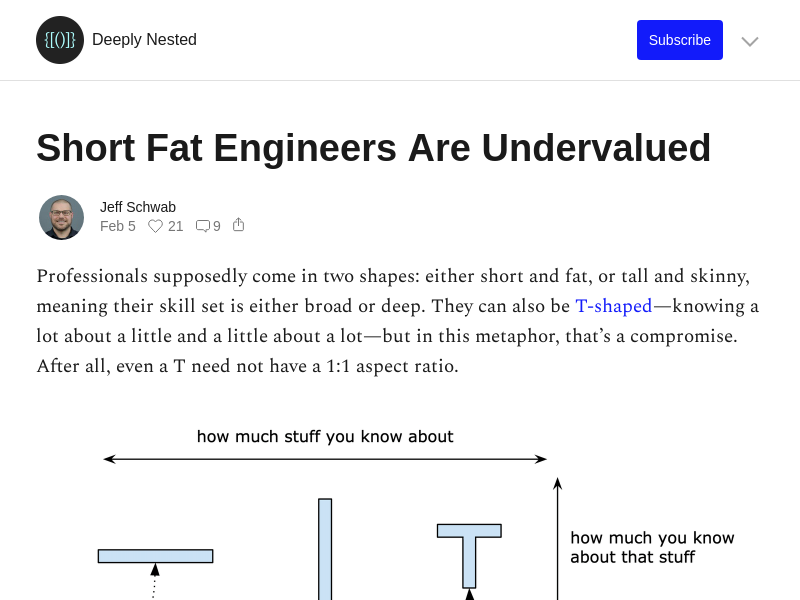 {[()]}
Deeply Nested
Subscribe
Short Fat Engineers Are Undervalued
Jeff Schwab
Feb 5 21 9
Professionals supposedly come in two shapes: either short and fat, or tall and skinny,
meaning their skill set is either broad or deep. They can also be T-shaped—knowing a
lot about a little and a little about a lot—but in this metaphor, that’s a compromise.
After all, even a T need not have a 1:1 aspect ratio.
how much stuff you know about
how much you know
about that stuff